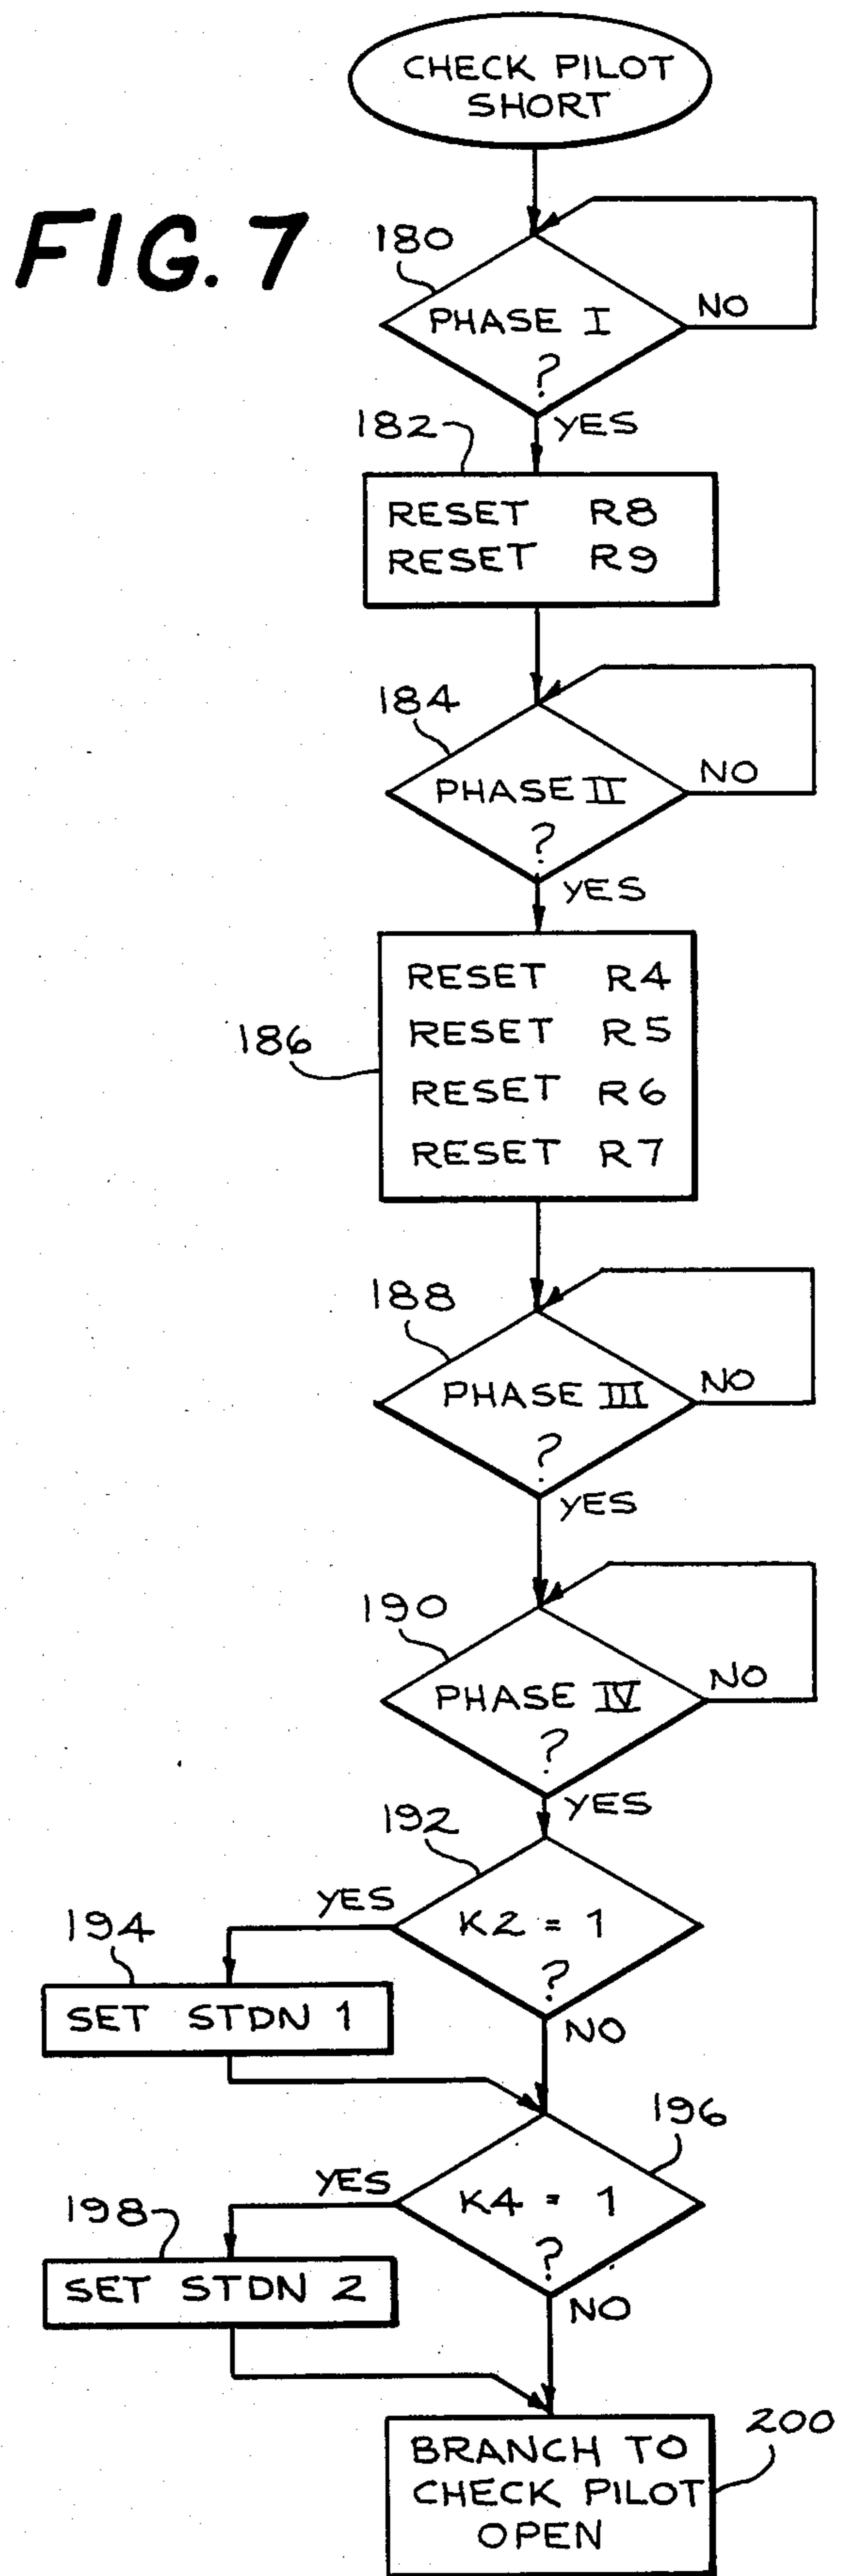 CHECK PILOT
SHORT
FIG. 7
180
PHASE I
?
NO
YES
182
RESET R8
RESET R9
184
PHASE II
?
NO
YES
186
RESET R4
RESET R5
RESET R6
RESET R7
188
PHASE III
?
NO
YES
190
PHASE IV
?
NO
YES
192
K2 = 1
?
YES
NO
194
SET STDN 1
196
K4 = 1
?
YES
NO
198
SET STDN 2
200
BRANCH TO
CHECK PILOT
OPEN